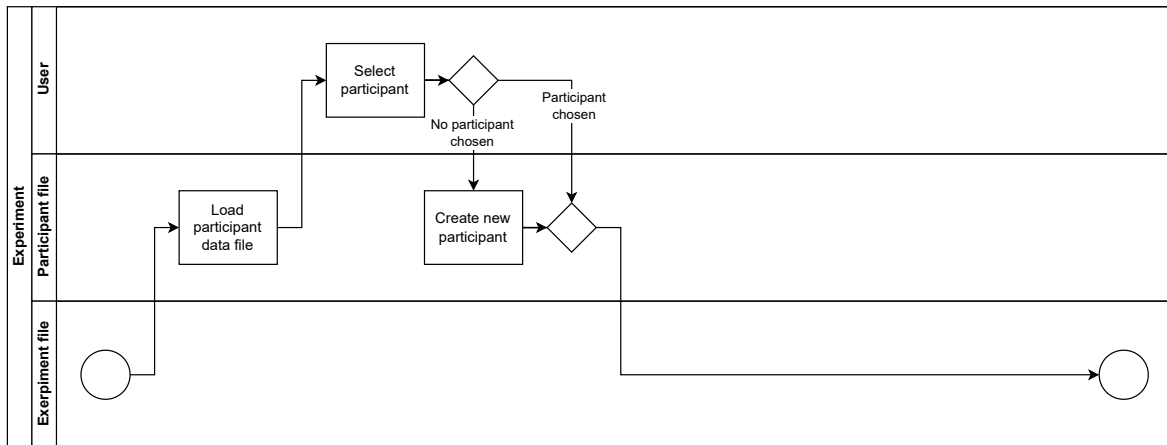 Experiment
User
Select
participant
No participant
chosen
Participant
chosen
Participant file
Load
participant
data file
Create new
participant
Exerpiment file